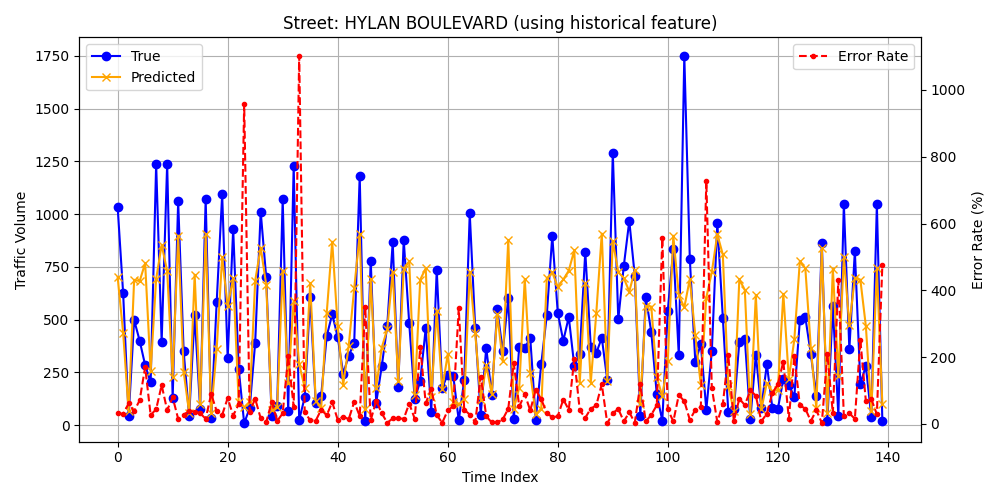 Street: HYLAN BOULEVARD (using historical feature)
True
Predicted
Error Rate
1750
1500
1250
1000
750
500
250
0
Traffic Volume
1000
800
600
400
200
0
Error Rate (%)
0 20 40 60 80 100 120 140
Time Index